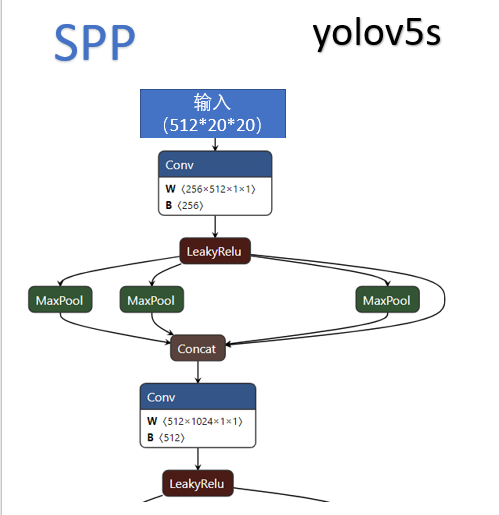 SPP
yolov5s
输入
（512*20*20）
Conv
W ⟨256×512×1×1⟩
B ⟨256⟩
LeakyRelu
MaxPool
MaxPool
MaxPool
Concat
Conv
W ⟨512×1024×1×1⟩
B ⟨512⟩
LeakyRelu